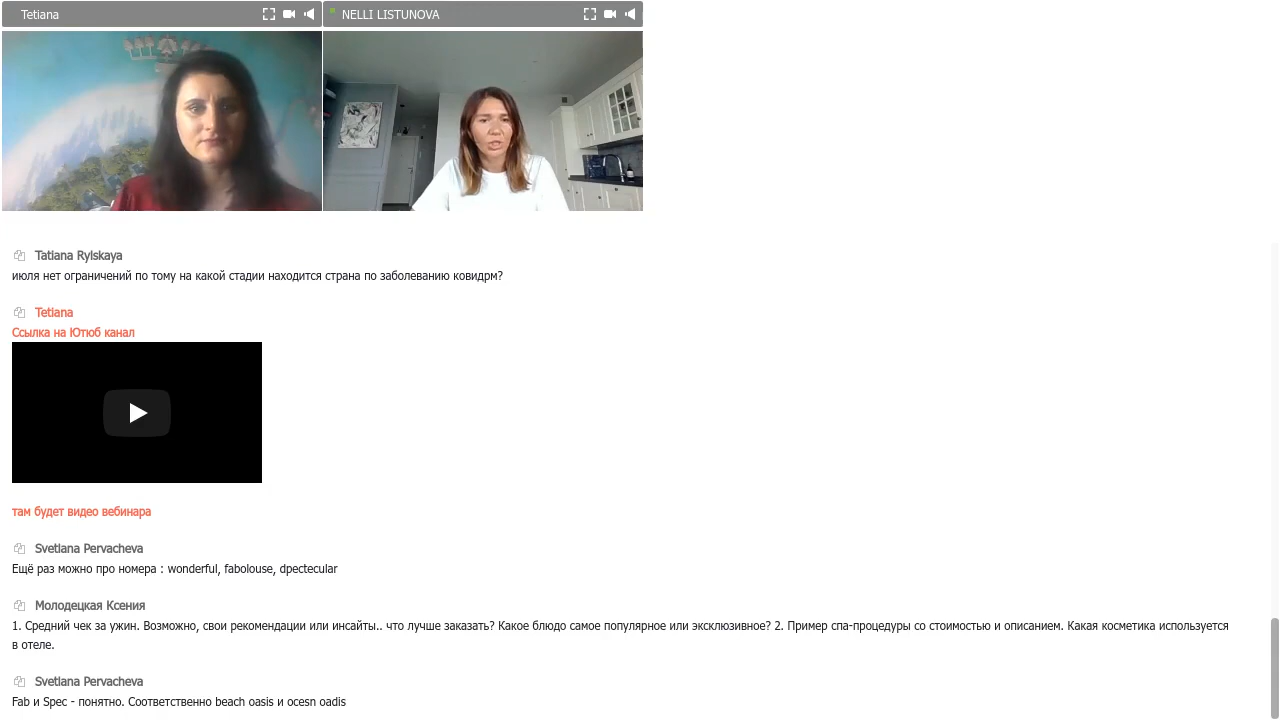 Tetiana
NELLI LISTUNOVA
Tatiana Rylskaya
июля нет ограничений по тому на какой стадии находится страна по заболеванию ковидрм?
Tetiana
Ссылка на Ютюб канал
там будет видео вебинара
Svetlana Pervacheva
Ещё раз можно про номера : wonderful, fabolouse, dpectecular
Молодецкая Ксения
1. Средний чек за ужин. Возможно, свои рекомендации или инсайты.. что лучше заказать? Какое блюдо самое популярное или эксклюзивное? 2. Пример спа-процедуры со стоимостью и описанием. Какая косметика используется
в отеле.
Svetlana Pervacheva
Fab и Spec - понятно. Соответственно beach oasis и ocesn oadis